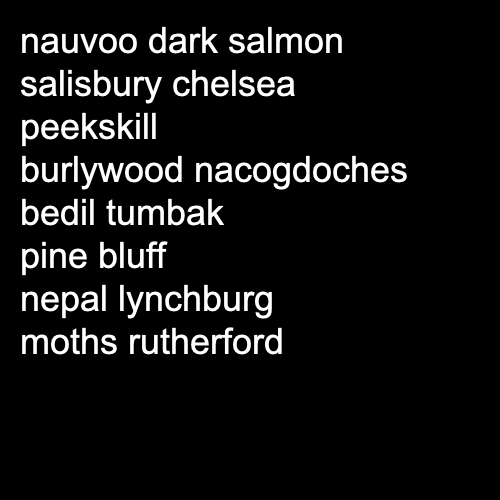 nauvoo dark salmon
salisbury chelsea
peekskill
burlywood nacogdoches
bedil tumbak
pine bluff
nepal lynchburg
moths rutherford